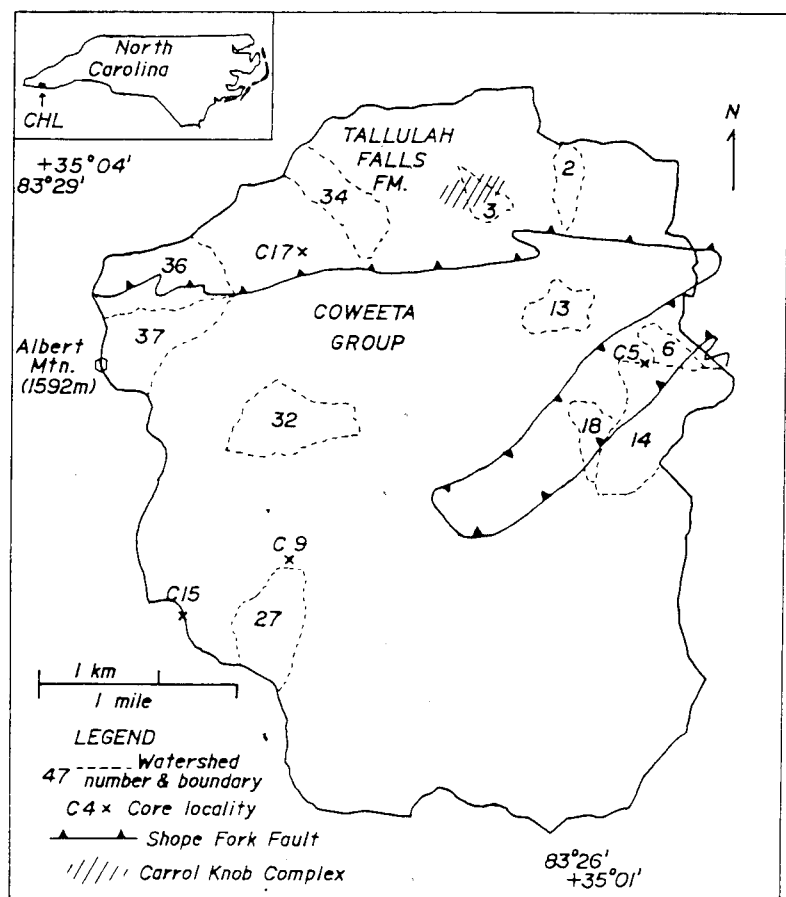 North
Carolina
CHL
+35°04'
83°29'
N
TALLULAH
FALLS
FM.
2
34
3
C17×
36
COWEETA
GROUP
13
37
Albert
Mtn.
(1592m)
6
C5
32
18
14
C 9
C15
27
1 km
1 mile
LEGEND
47 ----- Watershed
number & boundary
C4 × Core locality
Shope Fork Fault
Carrol Knob Complex
83°26'
+35°01'